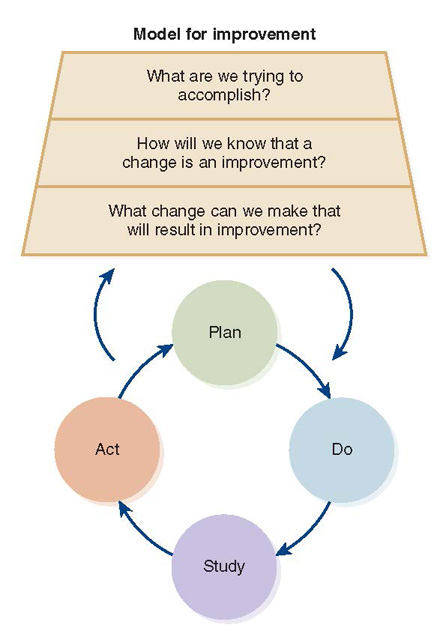 Model for improvement
What are we trying to
accomplish?
How will we know that a
change is an improvement?
What change can we make that
will result in improvement?
Plan
Act
Do
Study